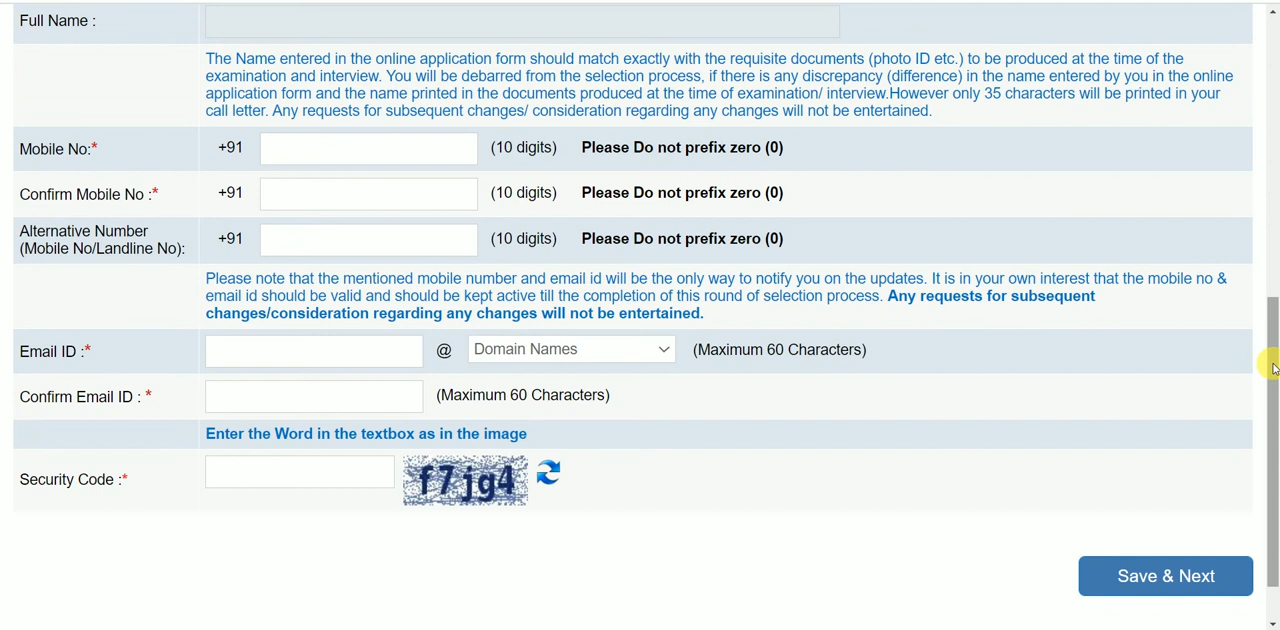 Full Name :
The Name entered in the online application form should match exactly with the requisite documents (photo ID etc.) to be produced at the time of the
examination and interview. You will be debarred from the selection process, if there is any discrepancy (difference) in the name entered by you in the online
application form and the name printed in the documents produced at the time of examination/ interview.However only 35 characters will be printed in your
call letter. Any requests for subsequent changes/ consideration regarding any changes will not be entertained.
Mobile No:* +91 (10 digits) Please Do not prefix zero (0)
Confirm Mobile No :* +91 (10 digits) Please Do not prefix zero (0)
Alternative Number
(Mobile No/Landline No): +91 (10 digits) Please Do not prefix zero (0)
Please note that the mentioned mobile number and email id will be the only way to notify you on the updates. It is in your own interest that the mobile no &
email id should be valid and should be kept active till the completion of this round of selection process. Any requests for subsequent
changes/consideration regarding any changes will not be entertained.
Email ID :* @ Domain Names (Maximum 60 Characters)
Confirm Email ID : * (Maximum 60 Characters)
Enter the Word in the textbox as in the image
Security Code :* f7jg4
Save & Next